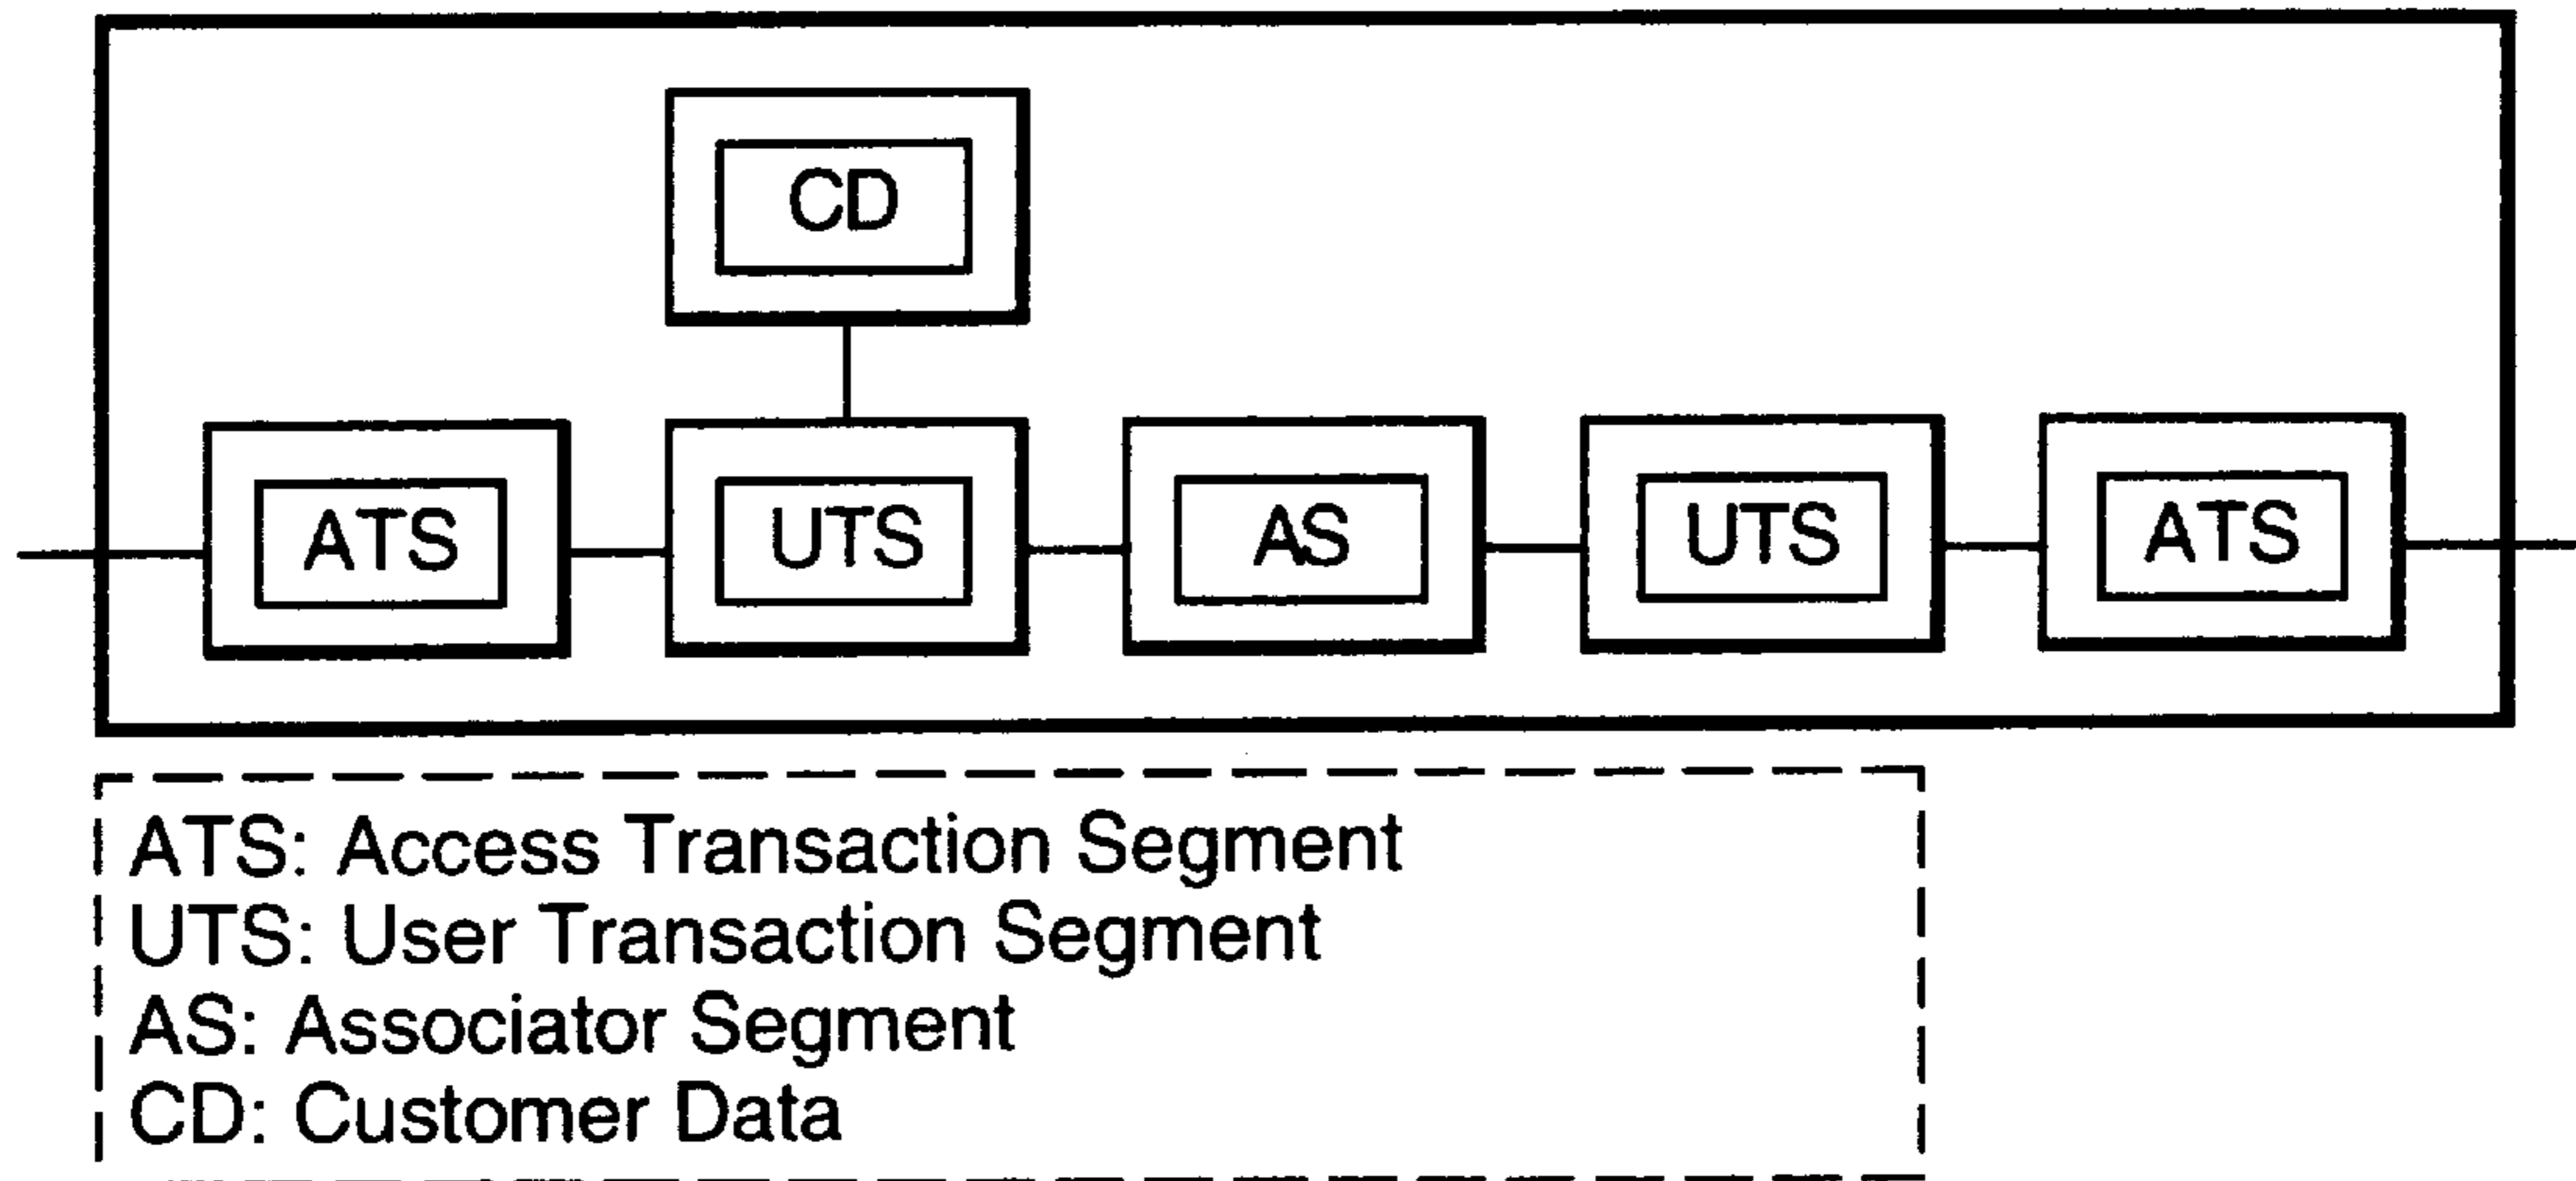 CD
ATS UTS AS UTS ATS
ATS: Access Transaction Segment
UTS: User Transaction Segment
AS: Associator Segment
CD: Customer Data